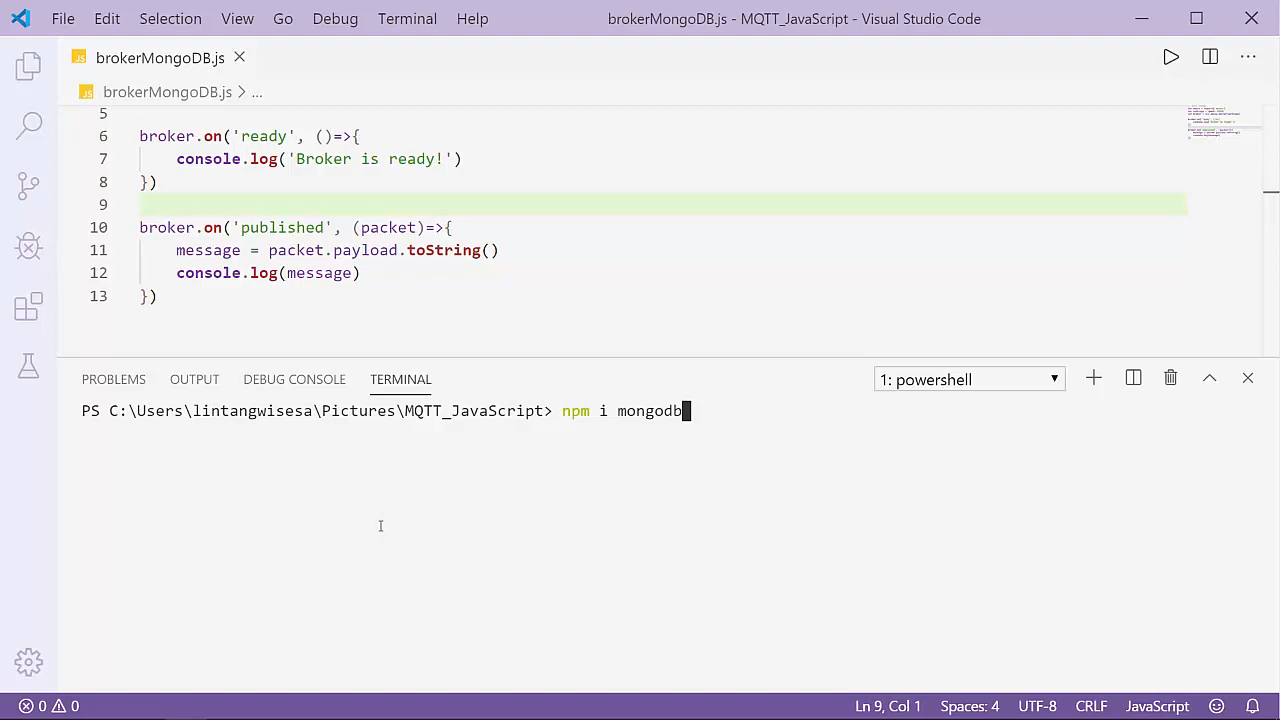 File Edit Selection View Go Debug Terminal Help brokerMongoDB.js - MQTT_JavaScript - Visual Studio Code
JS brokerMongoDB.js
JS brokerMongoDB.js > ...
5
6 broker.on('ready', ()=>{
7 console.log('Broker is ready!')
8 })
9
10 broker.on('published', (packet)=>{
11 message = packet.payload.toString()
12 console.log(message)
13 })
PROBLEMS OUTPUT DEBUG CONSOLE TERMINAL 1: powershell
PS C:\Users\lintangwisesa\Pictures\MQTT_JavaScript> npm i mongodb
0 0 Ln 9, Col 1 Spaces: 4 UTF-8 CRLF JavaScript